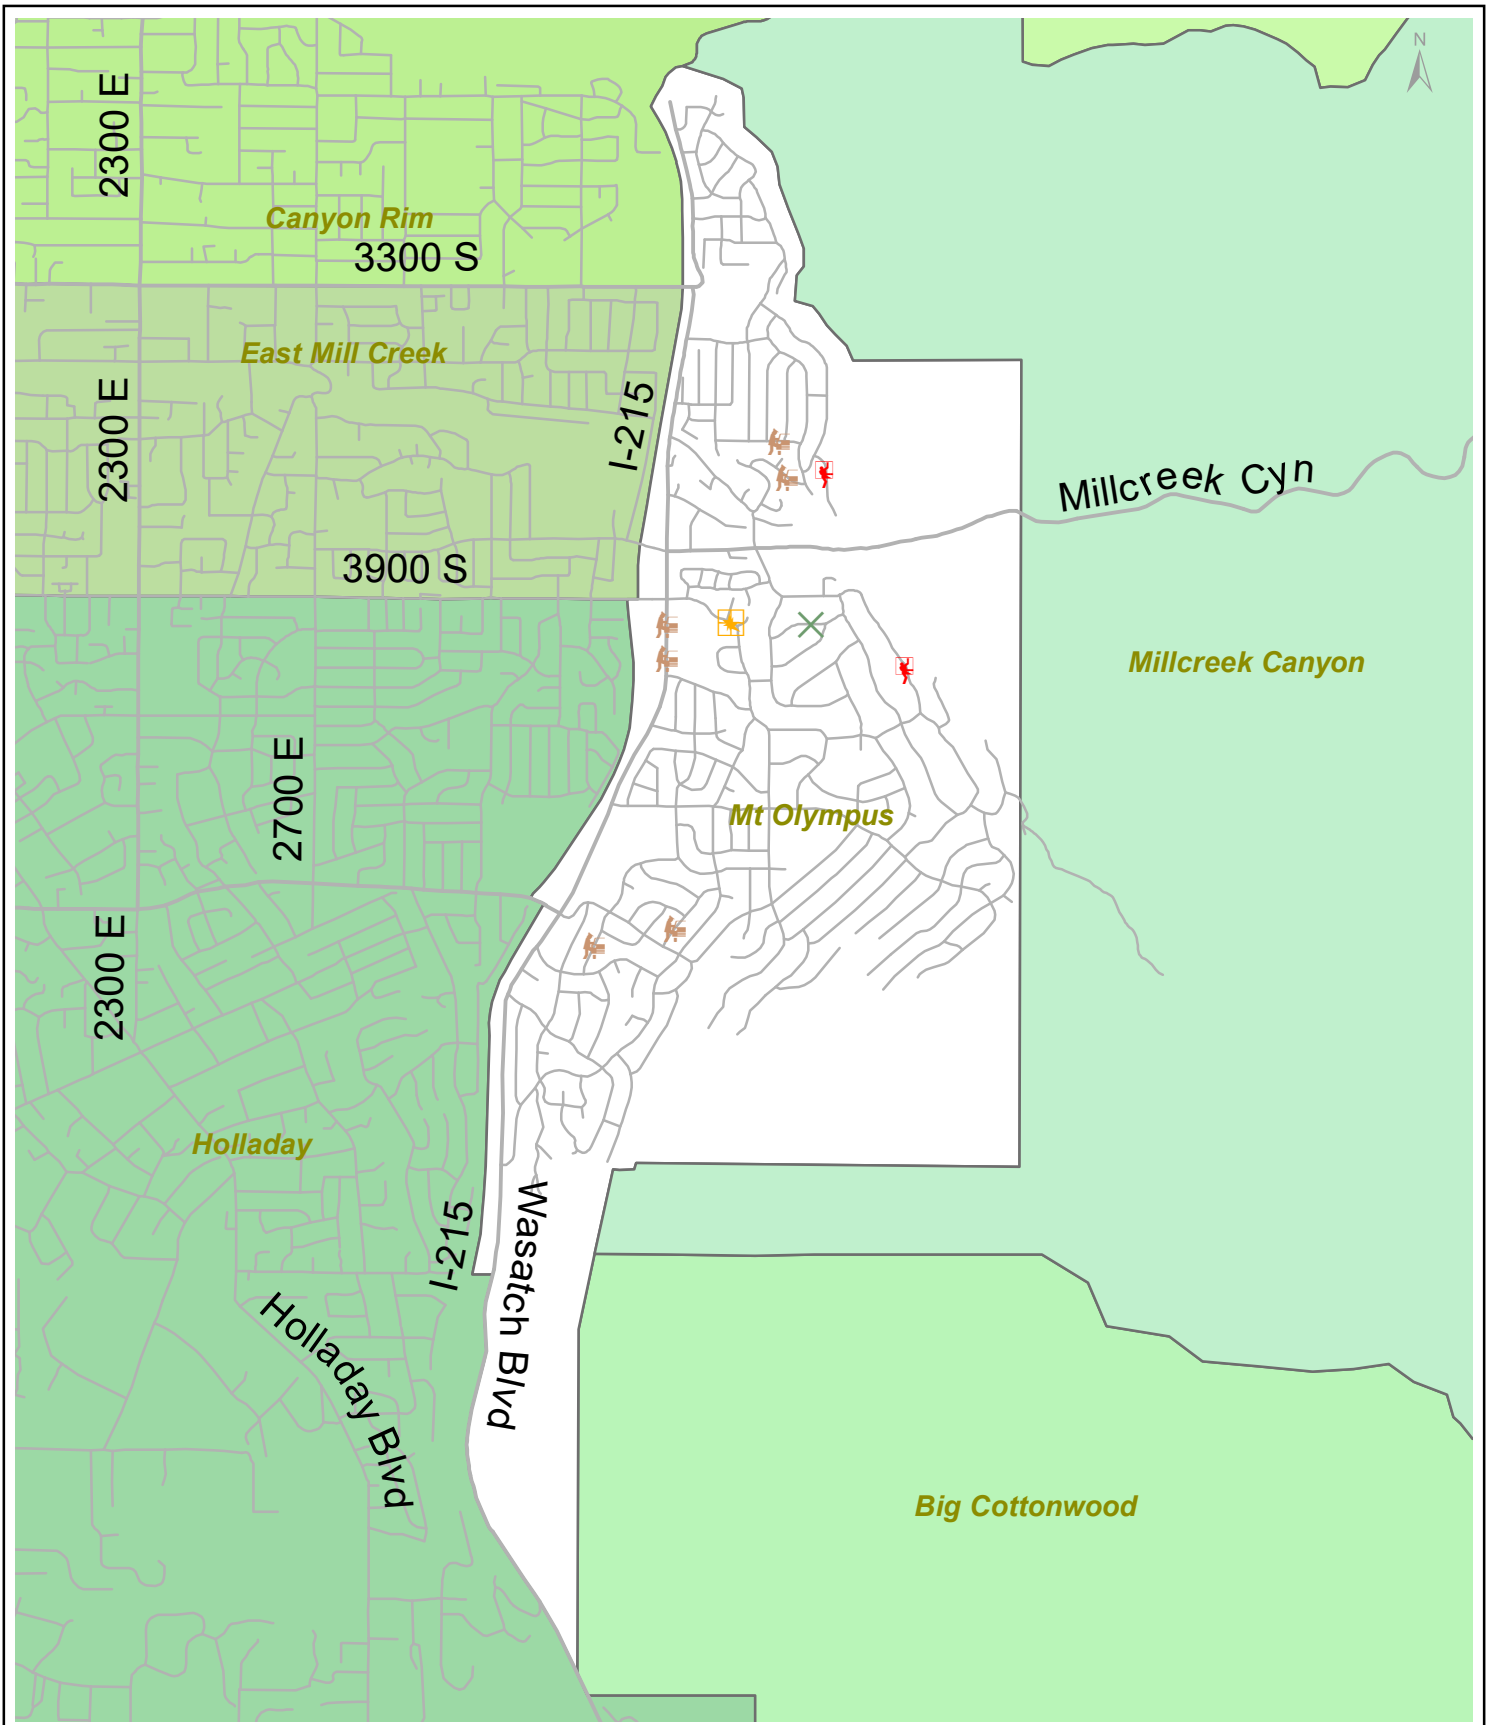 N
2300 E
Canyon Rim
3300 S
East Mill Creek
2300 E
I-215
Millcreek Cyn
3900 S
Millcreek Canyon
2700 E
Mt Olympus
2300 E
Holladay
I-215
Wasatch Blvd
Holladay Blvd
Big Cottonwood